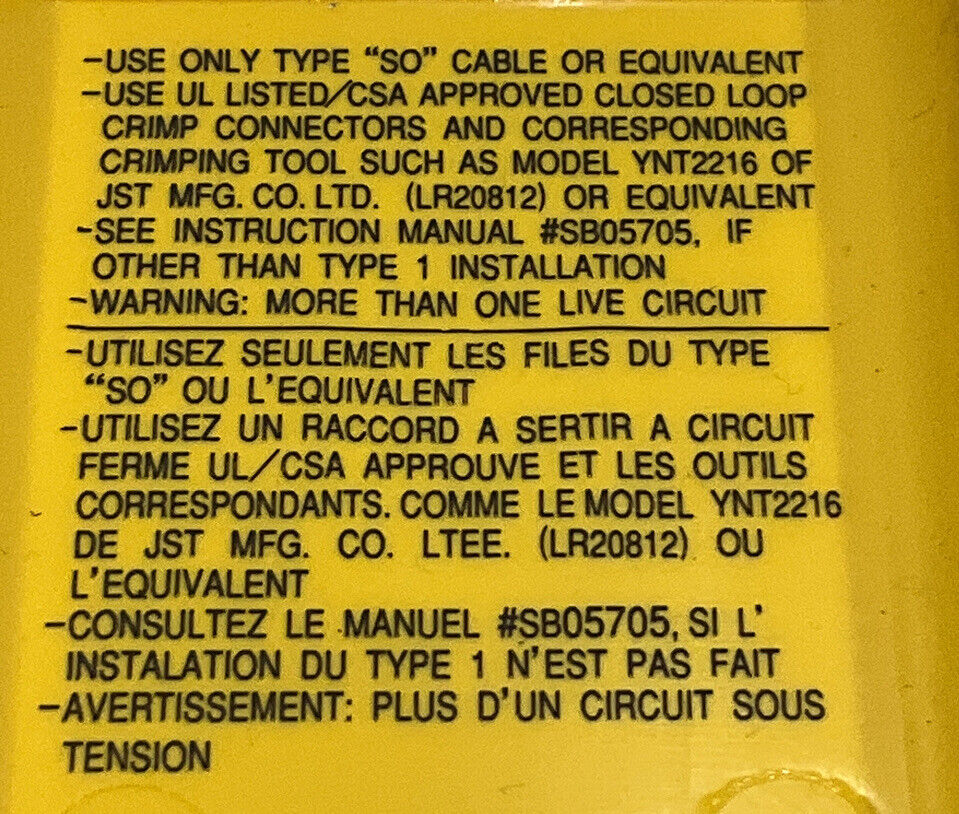 -USE ONLY TYPE “SO” CABLE OR EQUIVALENT
-USE UL LISTED/CSA APPROVED CLOSED LOOP
CRIMP CONNECTORS AND CORRESPONDING
CRIMPING TOOL SUCH AS MODEL YNT2216 OF
JST MFG. CO. LTD. (LR20812) OR EQUIVALENT
-SEE INSTRUCTION MANUAL #SB05705, IF
OTHER THAN TYPE 1 INSTALLATION
-WARNING: MORE THAN ONE LIVE CIRCUIT
-UTILISEZ SEULEMENT LES FILES DU TYPE
“SO” OU L'EQUIVALENT
-UTILISEZ UN RACCORD A SERTIR A CIRCUIT
FERME UL/CSA APPROUVE ET LES OUTILS
CORRESPONDANTS. COMME LE MODEL YNT2216
DE JST MFG. CO. LTEE. (LR20812) OU
L'EQUIVALENT
-CONSULTEZ LE MANUEL #SB05705, SI L'
INSTALATION DU TYPE 1 N'EST PAS FAIT
-AVERTISSEMENT: PLUS D'UN CIRCUIT SOUS
TENSION